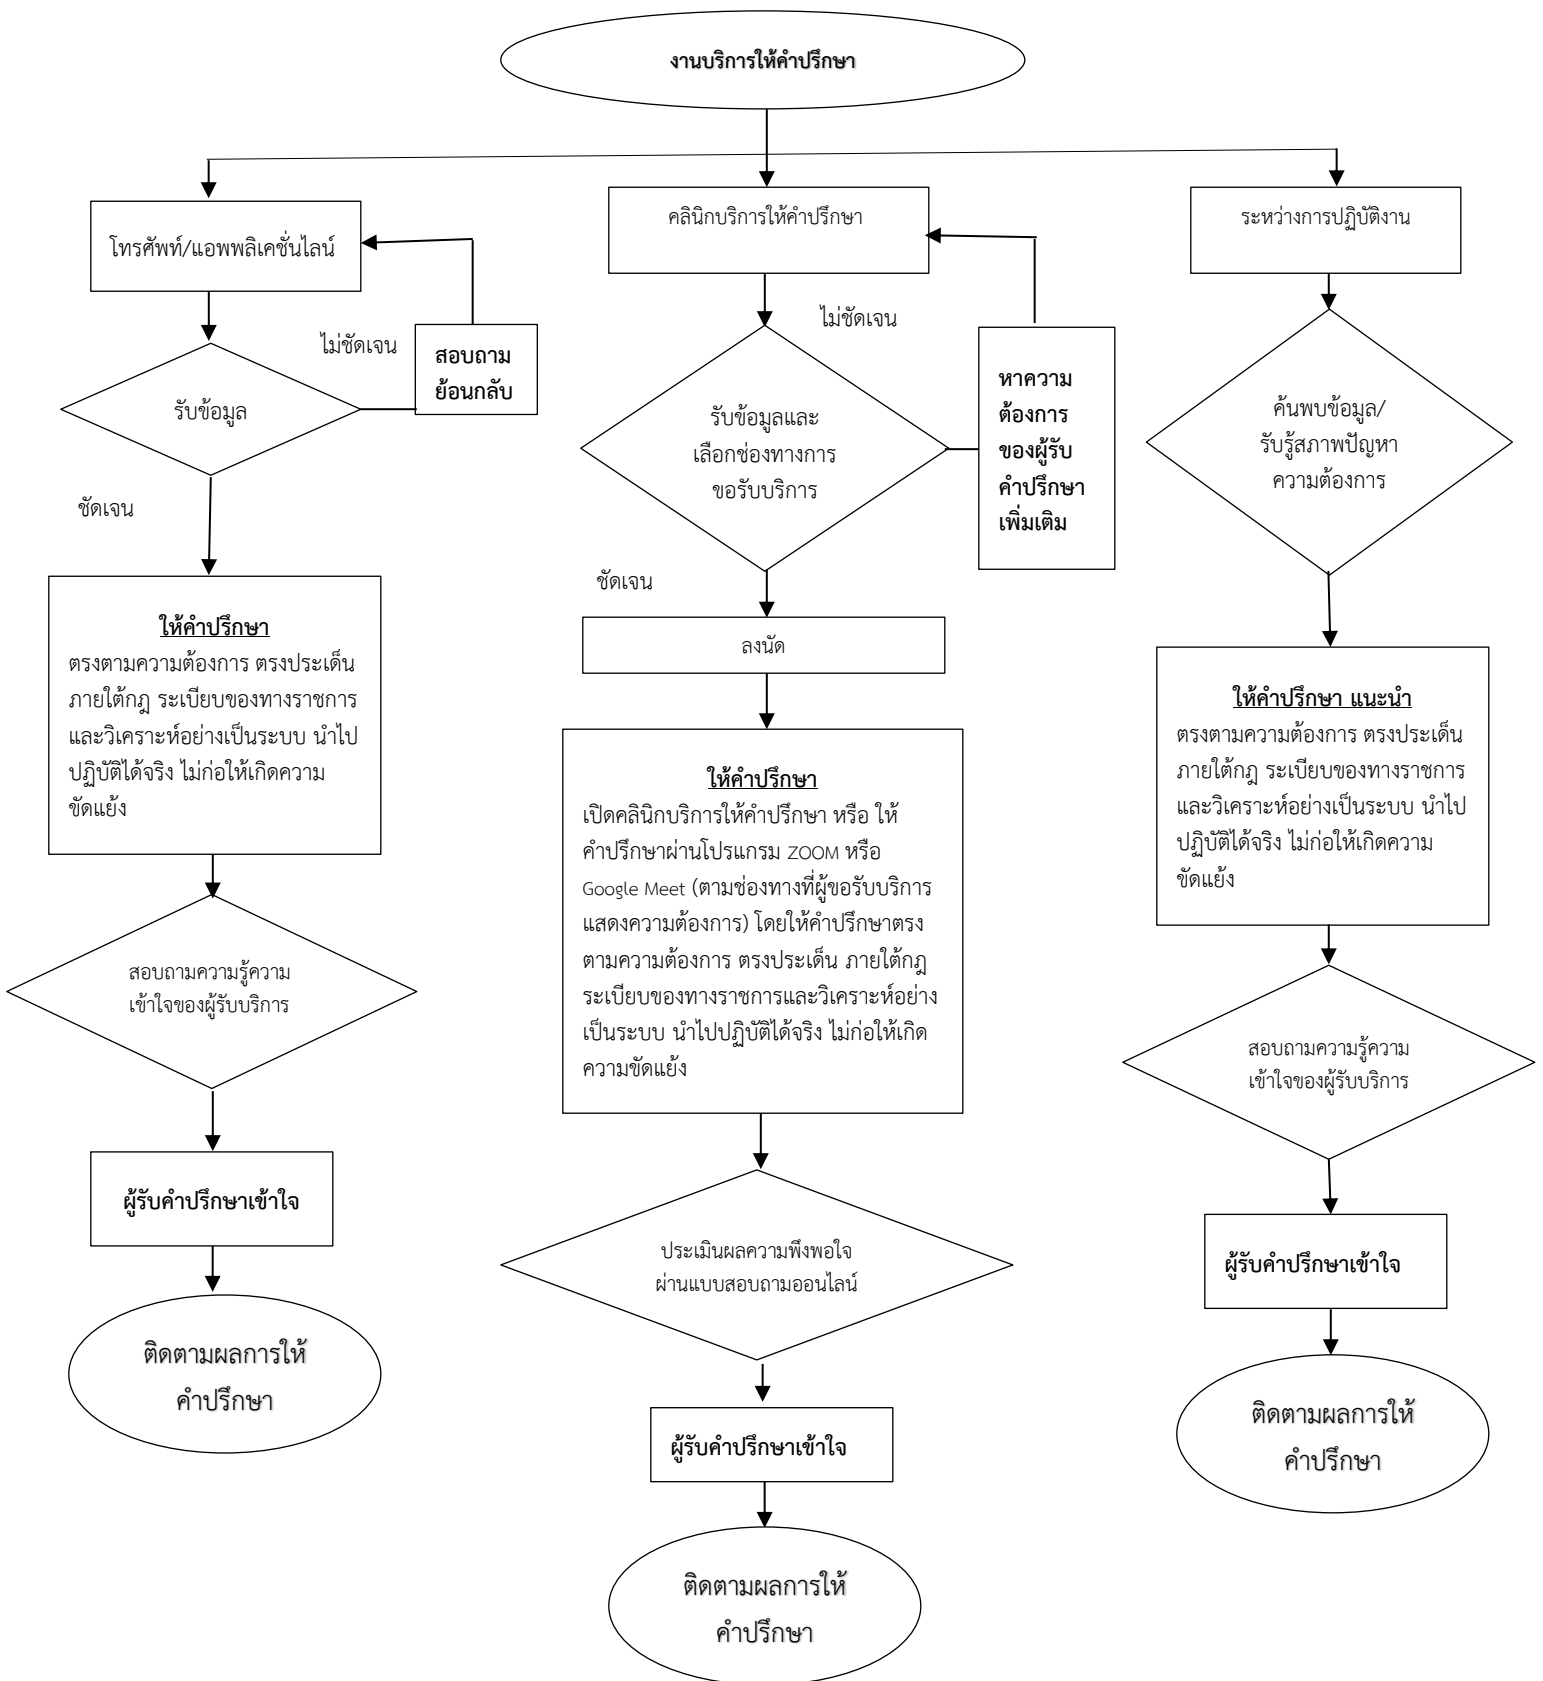 งานบริการให้คำปรึกษา
โทรศัพท์/แอพพลิเคชั่นไลน์
ไม่ชัดเจน
สอบถาม
ย้อนกลับ
รับข้อมูล
ชัดเจน
ให้คำปรึกษา
ตรงตามความต้องการ ตรงประเด็น
ภายใต้กฎ ระเบียบของทางราชการ
และวิเคราะห์อย่างเป็นระบบ นำไป
ปฏิบัติได้จริง ไม่ก่อให้เกิดความ
ขัดแย้ง
สอบถามความรู้ความ
เข้าใจของผู้รับบริการ
ผู้รับคำปรึกษาเข้าใจ
ติดตามผลการให้
คำปรึกษา
คลินิกบริการให้คำปรึกษา
ไม่ชัดเจน
หาความ
ต้องการ
ของผู้รับ
คำปรึกษา
เพิ่มเติม
รับข้อมูลและ
เลือกช่องทางการ
ขอรับบริการ
ชัดเจน
ลงนัด
ให้คำปรึกษา
เปิดคลินิกบริการให้คำปรึกษา หรือ ให้
คำปรึกษาผ่านโปรแกรม ZOOM หรือ
Google Meet (ตามช่องทางที่ผู้ขอรับบริการ
แสดงความต้องการ) โดยให้คำปรึกษาตรง
ตามความต้องการ ตรงประเด็น ภายใต้กฎ
ระเบียบของทางราชการและวิเคราะห์อย่าง
เป็นระบบ นำไปปฏิบัติได้จริง ไม่ก่อให้เกิด
ความขัดแย้ง
ประเมินผลความพึงพอใจ
ผ่านแบบสอบถามออนไลน์
ผู้รับคำปรึกษาเข้าใจ
ติดตามผลการให้
คำปรึกษา
ระหว่างการปฏิบัติงาน
ค้นพบข้อมูล/
รับรู้สภาพปัญหา
ความต้องการ
ให้คำปรึกษา แนะนำ
ตรงตามความต้องการ ตรงประเด็น
ภายใต้กฎ ระเบียบของทางราชการ
และวิเคราะห์อย่างเป็นระบบ นำไป
ปฏิบัติได้จริง ไม่ก่อให้เกิดความ
ขัดแย้ง
สอบถามความรู้ความ
เข้าใจของผู้รับบริการ
ผู้รับคำปรึกษาเข้าใจ
ติดตามผลการให้
คำปรึกษา